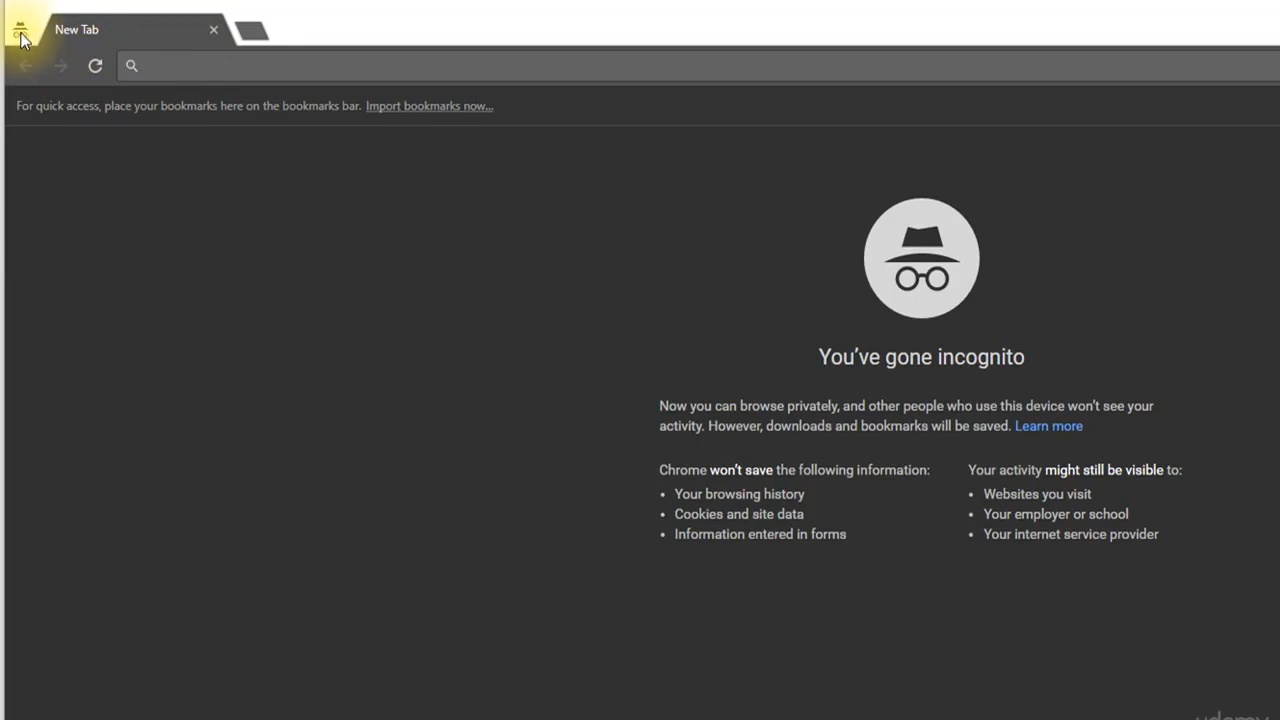 New Tab
For quick access, place your bookmarks here on the bookmarks bar. Import bookmarks now...
You've gone incognito
Now you can browse privately, and other people who use this device won't see your
activity. However, downloads and bookmarks will be saved. Learn more
Chrome won't save the following information:
• Your browsing history
• Cookies and site data
• Information entered in forms
Your activity might still be visible to:
• Websites you visit
• Your employer or school
• Your internet service provider
udemy